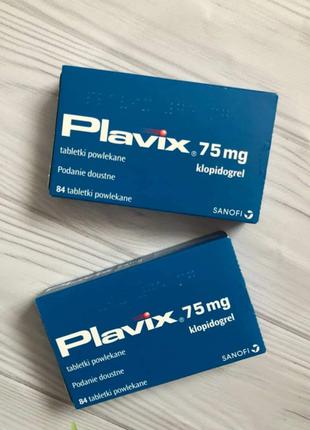 Plavix® 75 mg
klopidogrel
tabletki powlekane
Podanie doustne
84 tabletki powlekane
SANOFI
Plavix® 75 mg
klopidogrel
tabletki powlekane
Podanie doustne
84 tabletki powlekane
SANOFI